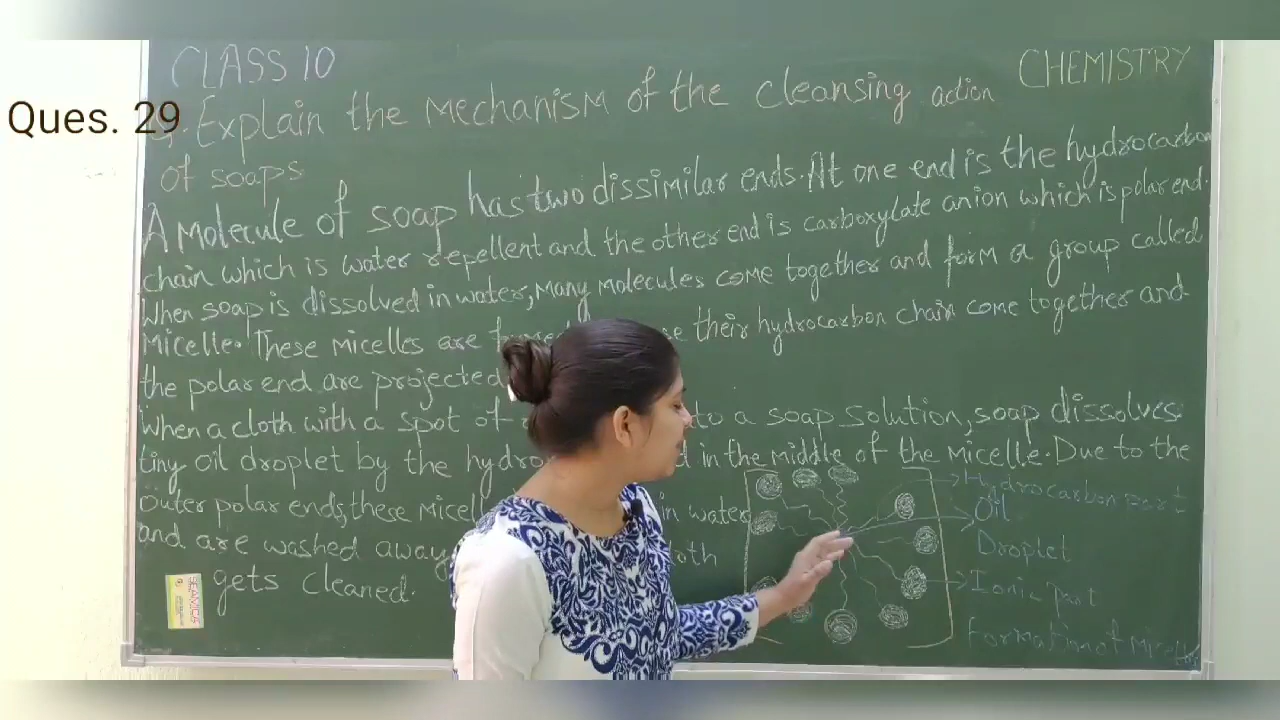 CLASS 10
CHEMISTRY
Ques. 29
Q. Explain the mechanism of the cleansing action
of soaps
A molecule of soap has two dissimilar ends. At one end is the hydrocarbon
chain which is water repellent and the other end is carboxylate anion which is polar end.
When soap is dissolved in water, many molecules come together and form a group called
micelle. These micelles are their hydrocarbon chain come together and
the polar end are projected
When a cloth with a spot of to a soap solution, soap dissolves
tiny oil droplet by the in the middle of the micelle. Due to the
outer polar ends, these in water
and are washed away
gets cleaned.
Hydrocarbon part
Oil
Droplet
Ionic part
Formation of Micelle